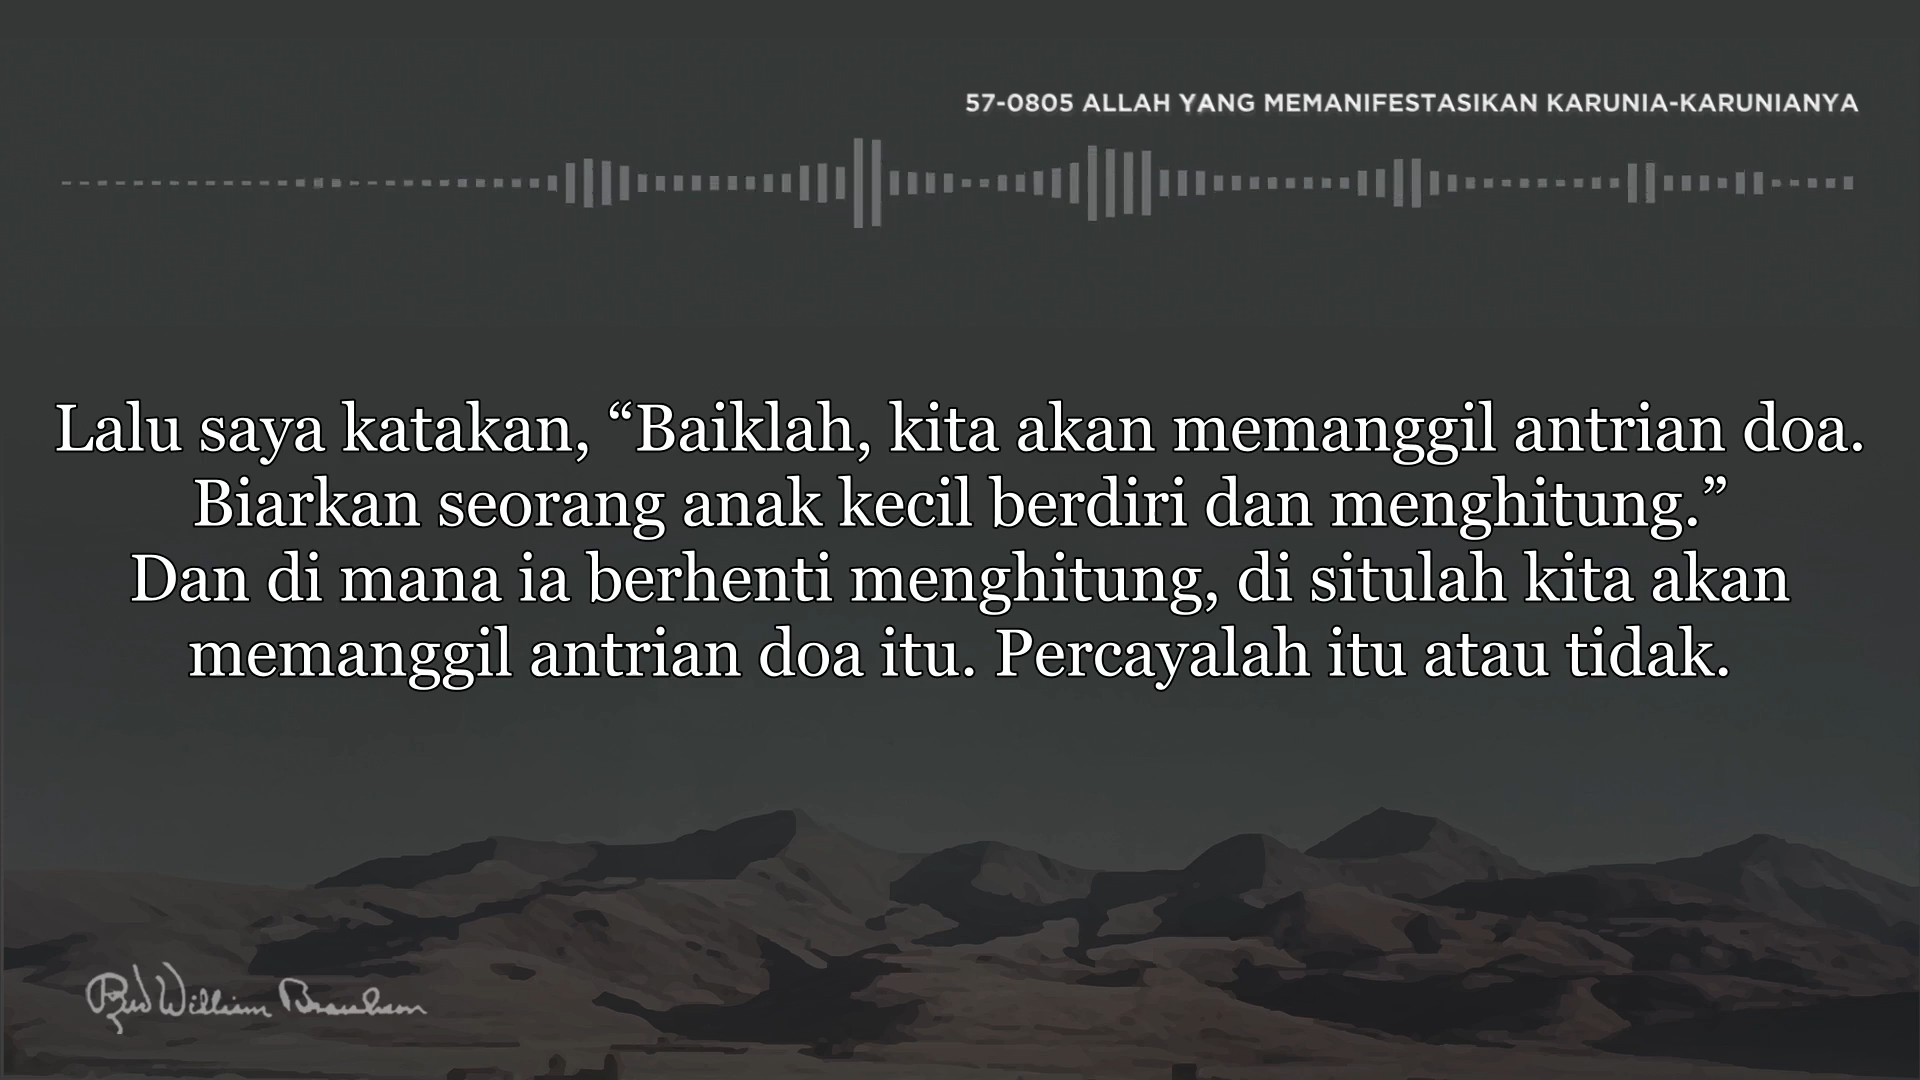 57-0805 ALLAH YANG MEMANIFESTASIKAN KARUNIA-KARUNIANYA
Lalu saya katakan, “Baiklah, kita akan memanggil antrian doa.
Biarkan seorang anak kecil berdiri dan menghitung.”
Dan di mana ia berhenti menghitung, di situlah kita akan
memanggil antrian doa itu. Percayalah itu atau tidak.
Rev William Branham